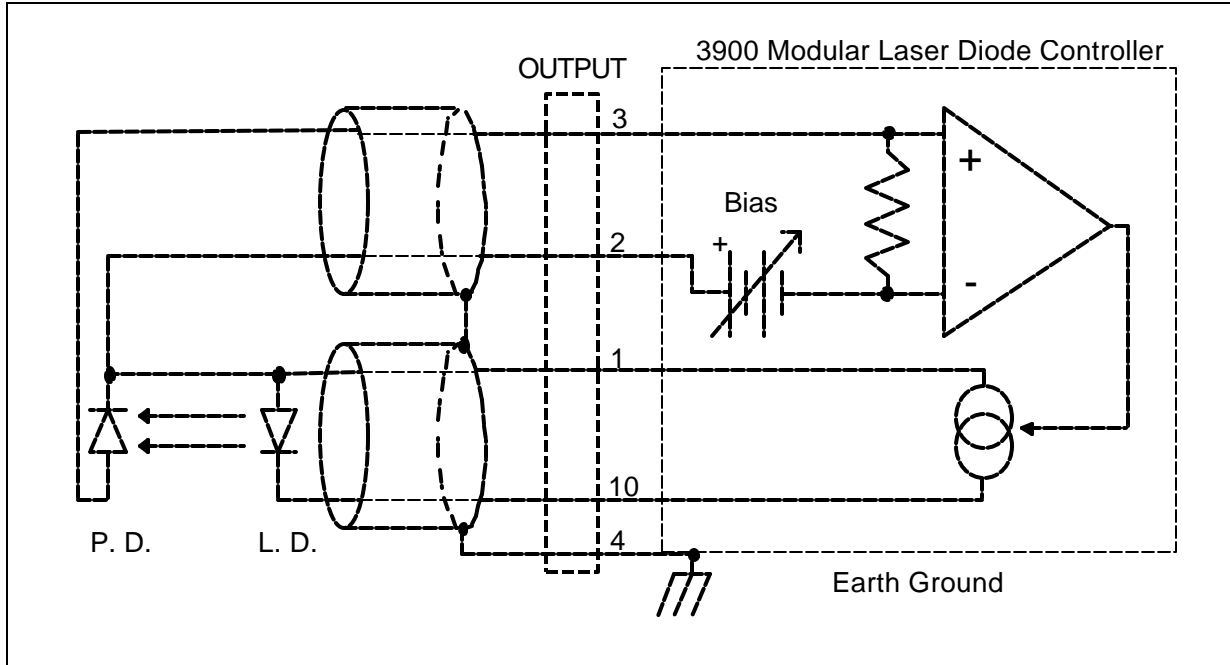 3900 Modular Laser Diode Controller
OUTPUT
3
+
Bias
2
+
-
1
10
P. D.
L. D.
4
Earth Ground